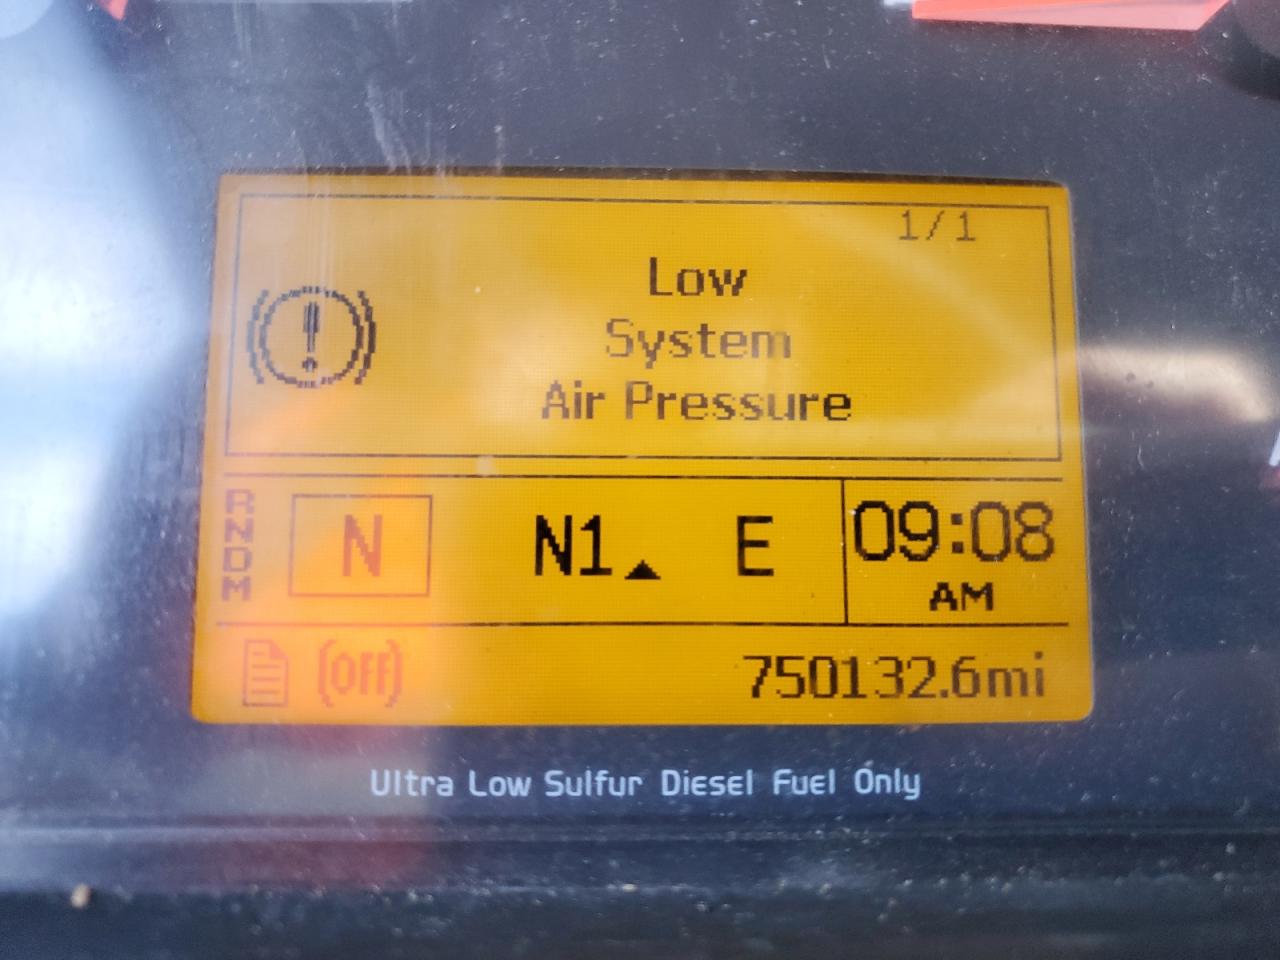 1/1
Low
System
Air Pressure
R
N
D
M
N
N1 E
09:08
AM
(OFF)
750132.6mi
Ultra Low Sulfur Diesel Fuel Only